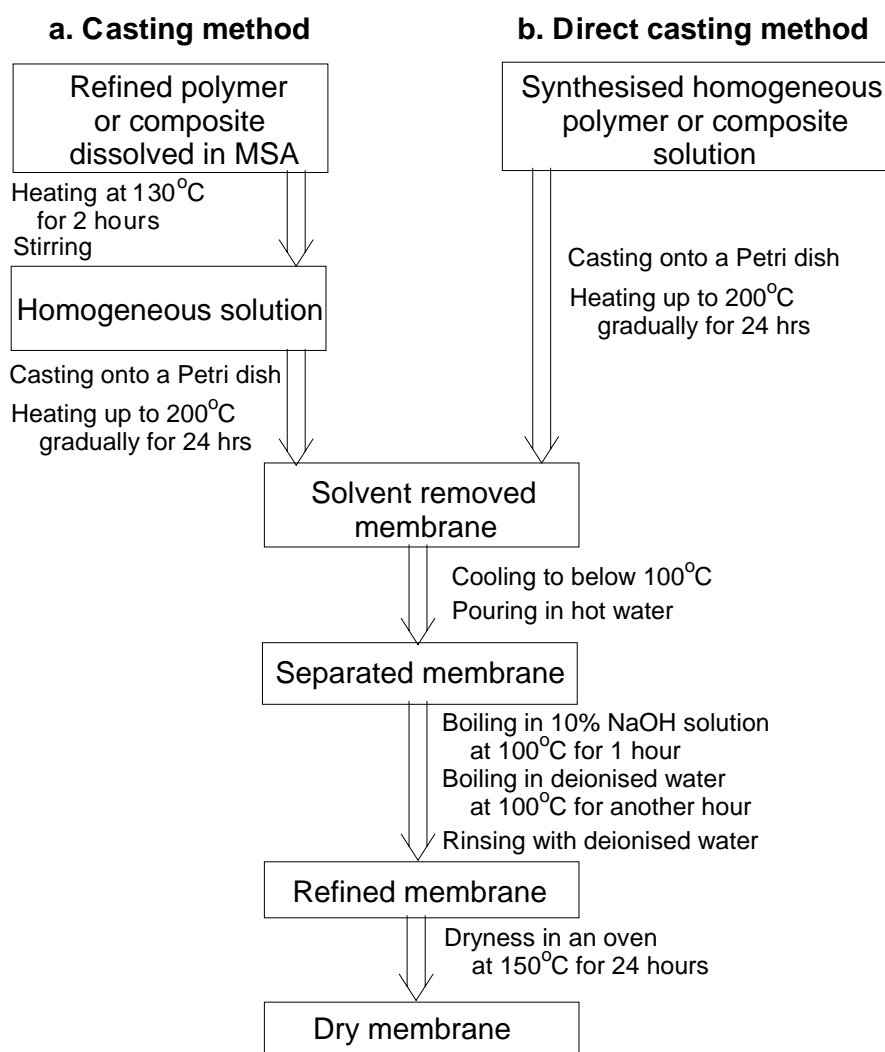 a. Casting method
Refined polymer
or composite
dissolved in MSA
Heating at 130°C
for 2 hours
Stirring
Homogeneous solution
Casting onto a Petri dish
Heating up to 200°C
gradually for 24 hrs
b. Direct casting method
Synthesised homogeneous
polymer or composite
solution
Casting onto a Petri dish
Heating up to 200°C
gradually for 24 hrs
Solvent removed
membrane
Cooling to below 100°C
Pouring in hot water
Separated membrane
Boiling in 10% NaOH solution
at 100°C for 1 hour
Boiling in deionised water
at 100°C for another hour
Rinsing with deionised water
Refined membrane
Dryness in an oven
at 150°C for 24 hours
Dry membrane